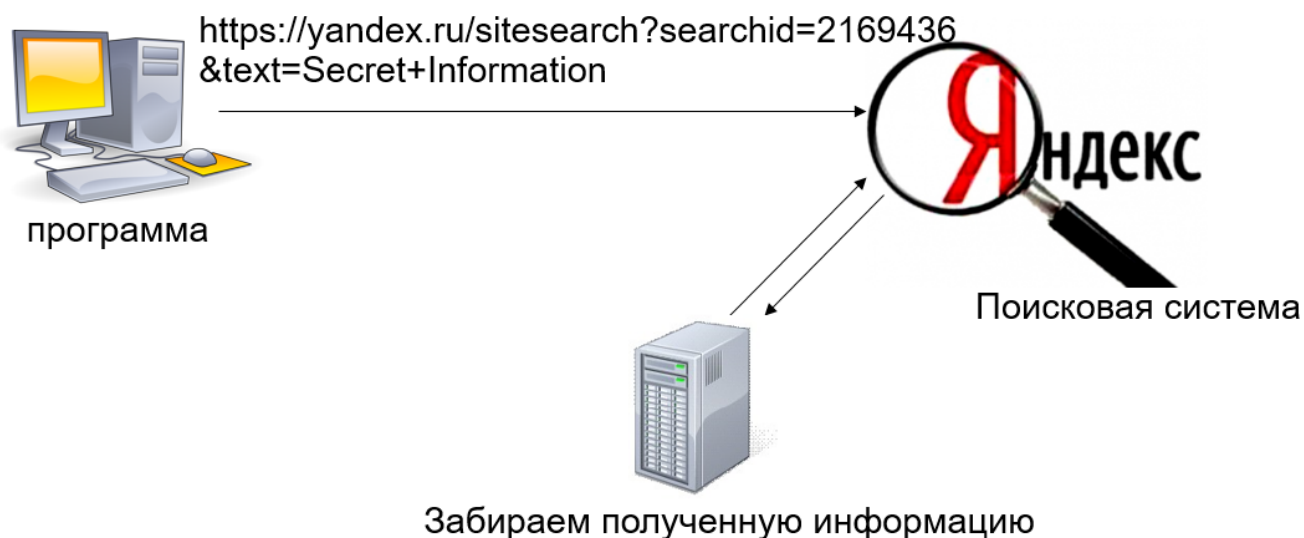 https://yandex.ru/sitesearch?searchid=2169436
&text=Secret+Information
Яндекс
программа
Поисковая система
Забираем полученную информацию